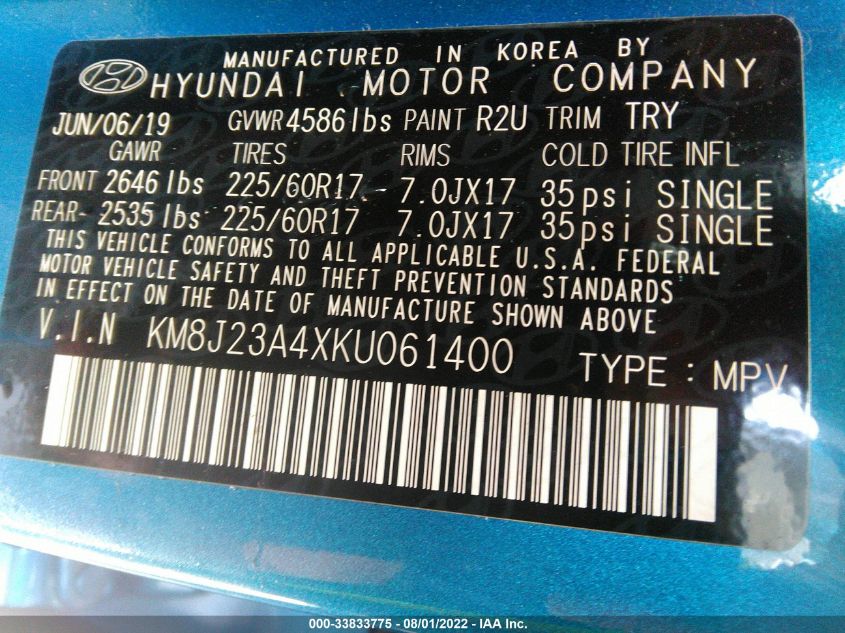 MANUFACTURED IN KOREA BY
HYUNDAI MOTOR COMPANY
JUN/06/19 GVWR 4586 lbs PAINT R2U TRIM TRY
GAWR TIRES RIMS COLD TIRE INFL
FRONT 2646 lbs 225/60R17 - 7.0JX17 35psi SINGLE
REAR- 2535 lbs 225/60R17 7.0JX17 35psi SINGLE
THIS VEHICLE CONFORMS TO ALL APPLICABLE U.S.A. FEDERAL
MOTOR VEHICLE SAFETY AND THEFT PREVENTION STANDARDS
IN EFFECT ON THE DATE OF MANUFACTURE SHOWN ABOVE
V.I.N KM8J23A4XKU061400 TYPE : MPV
000-33833775 - 08/01/2022 - IAA Inc.